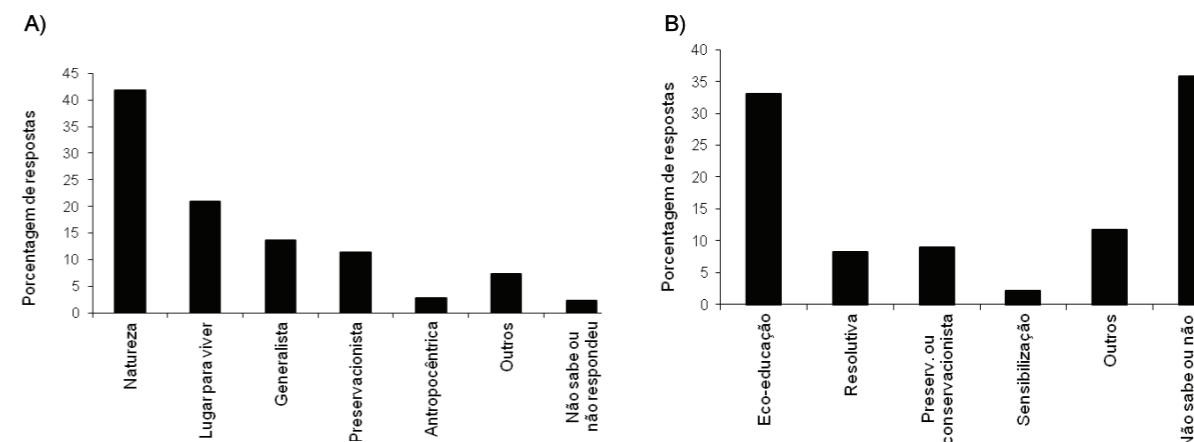 A)
Porcentagem de respostas
45
40
35
30
25
20
15
10
5
0
Natureza
Lugar para viver
Generalista
Preservacionista
Antropocêntrica
Outros
Não sabe ou
não respondeu
B)
Porcentagem de respostas
40
35
30
25
20
15
10
5
0
Eco-educação
Resolutiva
Preserv. ou
conservacionista
Sensibilização
Outros
Não sabe ou não